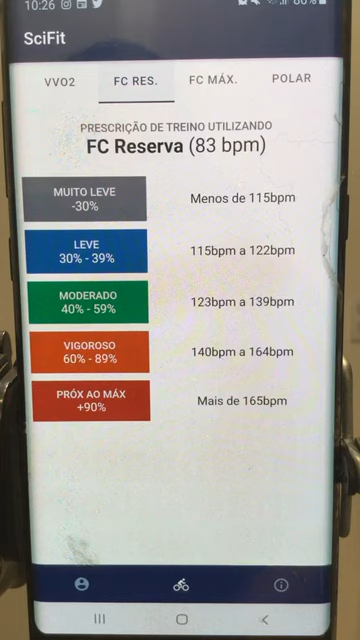 10:26
SciFit
VVO2 FC RES. FC MÁX. POLAR
PRESCRIÇÃO DE TREINO UTILIZANDO
FC Reserva (83 bpm)
MUITO LEVE
-30%
Menos de 115bpm
LEVE
30% - 39%
115bpm a 122bpm
MODERADO
40% - 59%
123bpm a 139bpm
VIGOROSO
60% - 89%
140bpm a 164bpm
PRÓX AO MÁX
+90%
Mais de 165bpm